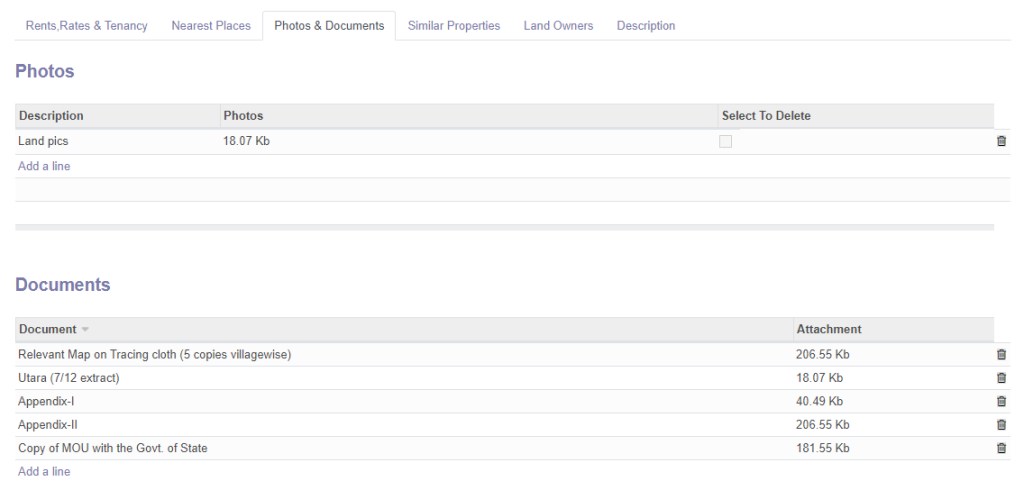 Rents,Rates & Tenancy Nearest Places Photos & Documents Similar Properties Land Owners Description
Photos
Description Photos Select To Delete
Land pics 18.07 Kb
Add a line
Documents
Document Attachment
Relevant Map on Tracing cloth (5 copies villagewise) 206.55 Kb
Utara (7/12 extract) 18.07 Kb
Appendix-I 40.49 Kb
Appendix-II 206.55 Kb
Copy of MOU with the Govt. of State 181.55 Kb
Add a line